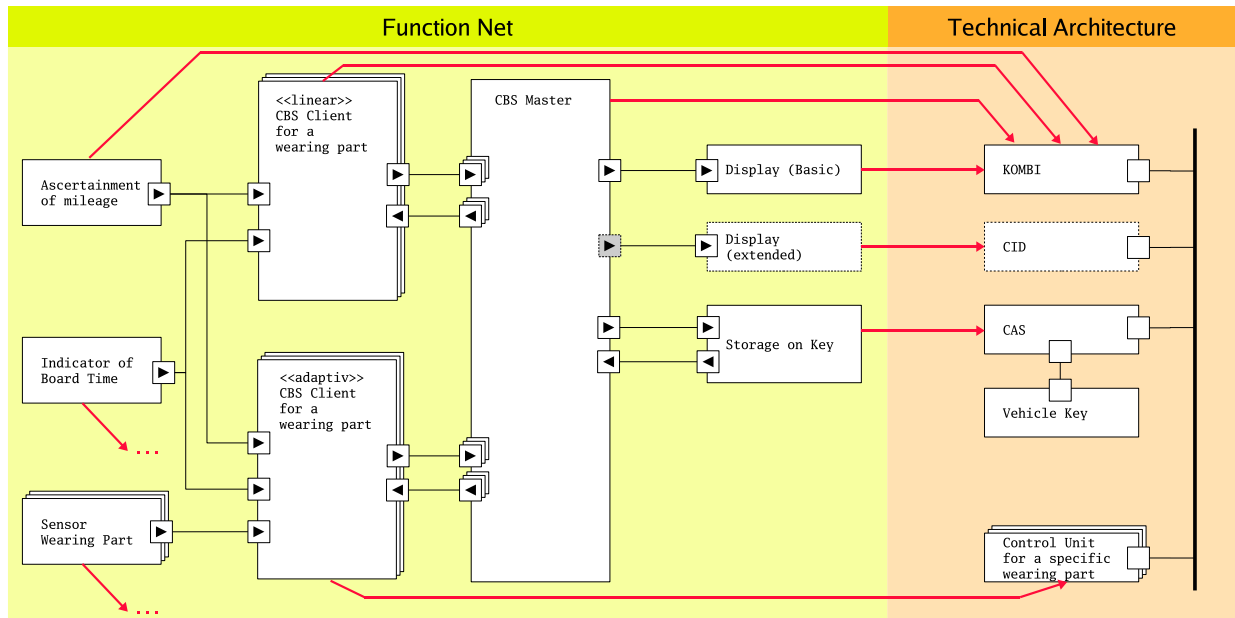 Function Net
Technical Architecture
<<linear>>
CBS Client
for a
wearing part
CBS Master
Ascertainment
of mileage
Display (Basic)
KOMBI
Display
(extended)
CID
Indicator of
Board Time
Storage on Key
CAS
<<adaptiv>>
CBS Client
for a
wearing part
Vehicle Key
...
Sensor
Wearing Part
Control Unit
for a specific
wearing part
...